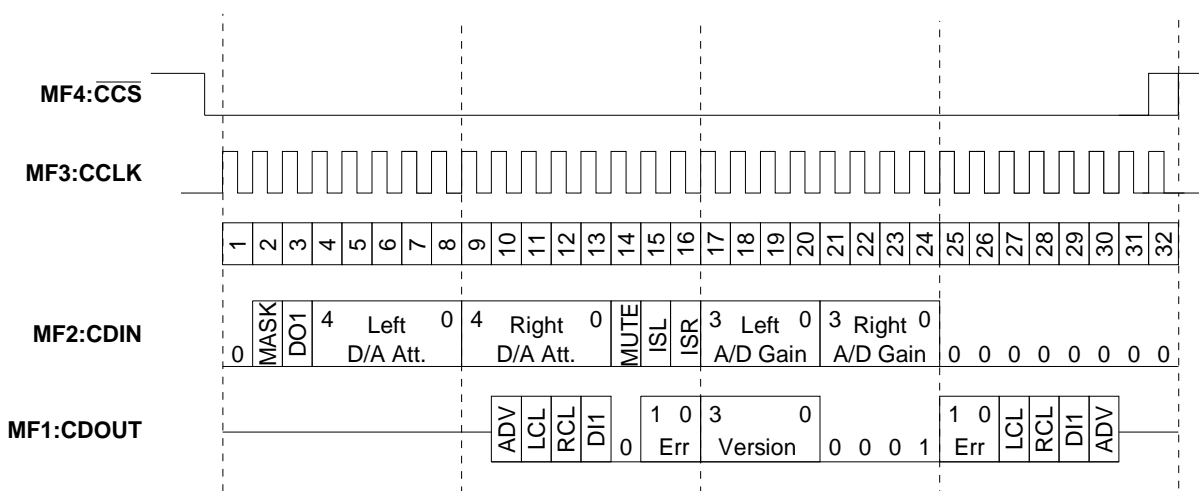 MF4:CCS
MF3:CCLK
1 2 3 4 5 6 7 8 9 10 11 12 13 14 15 16 17 18 19 20 21 22 23 24 25 26 27 28 29 30 31 32
MF2:CDIN
0 MASK DO1 4 Left 0 4 Right 0 MUTE ISL ISR 3 Left 0 3 Right 0 0 0 0 0 0 0 0 0
D/A Att. D/A Att. A/D Gain A/D Gain
MF1:CDOUT
ADV LCL RCL DI1 0 1 0 3 0 0 0 0 1 1 0 LCL RCL DI1 ADV
Err Version Err